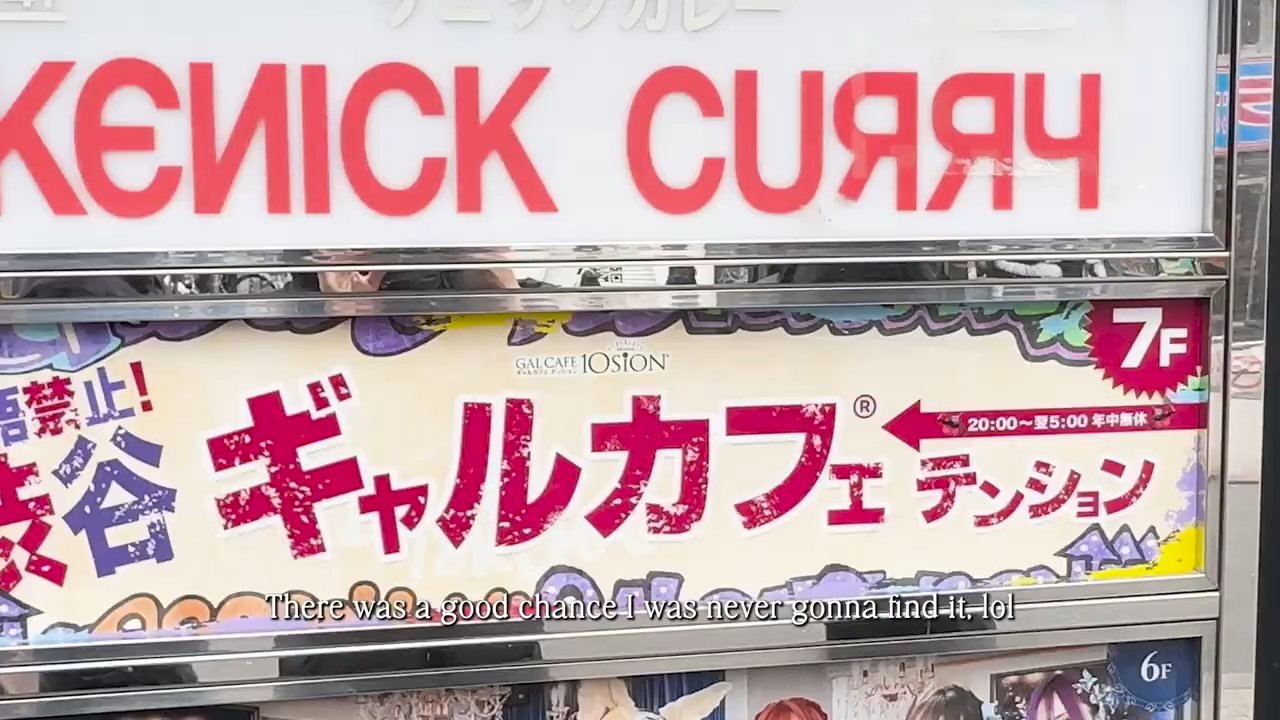 KENICK CURRY
7F
GAL CAFE 10SION
禁止!
20:00〜翌5:00 年中無休
渋谷 ギャルカフェ® テンション
There was a good chance I was never gonna find it, lol
6F